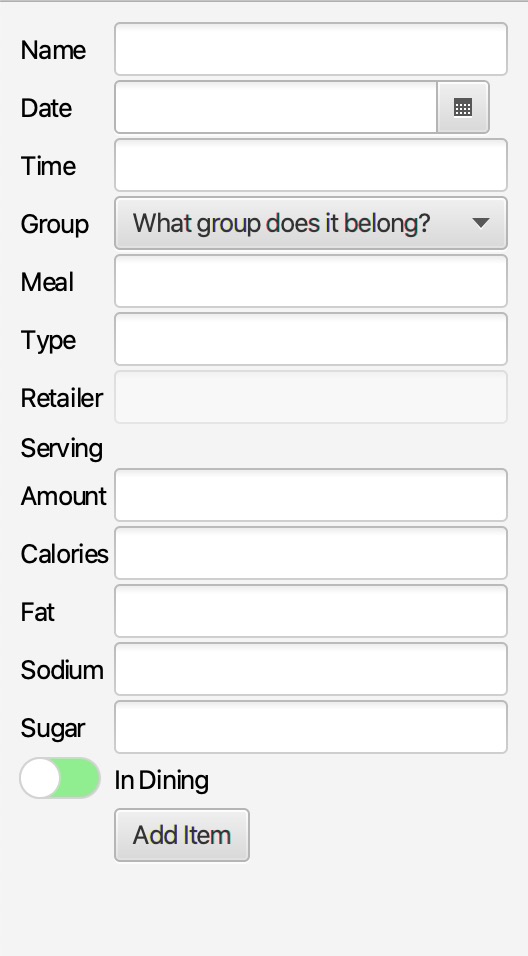 Name
Date
Time
Group What group does it belong?
Meal
Type
Retailer
Serving
Amount
Calories
Fat
Sodium
Sugar
In Dining
Add Item